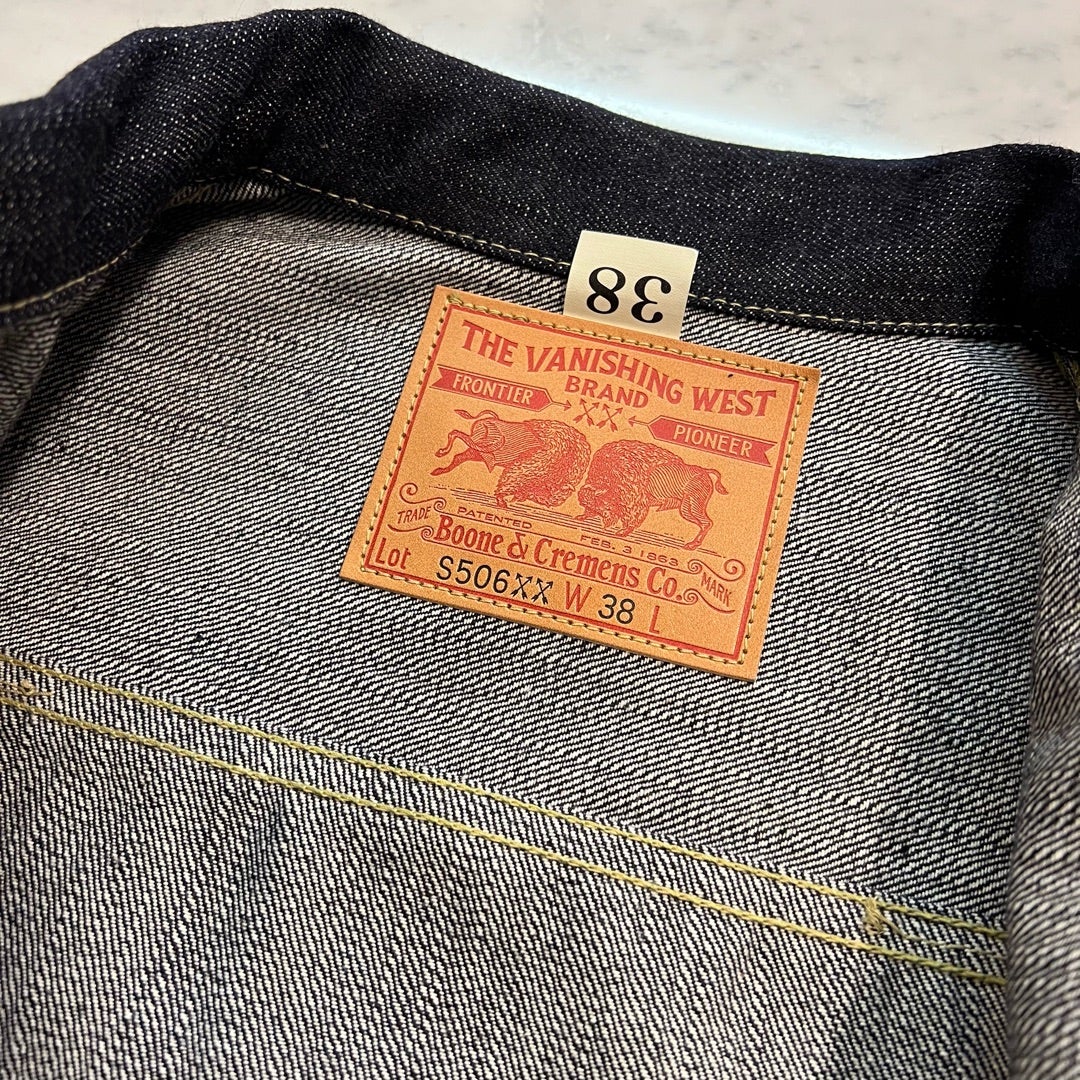 38
THE VANISHING WEST
BRAND
FRONTIER
PIONEER
TRADE
PATENTED
FEB. 3 1863
MARK
Boone & Cremens Co.
Lot S506XX W 38 L